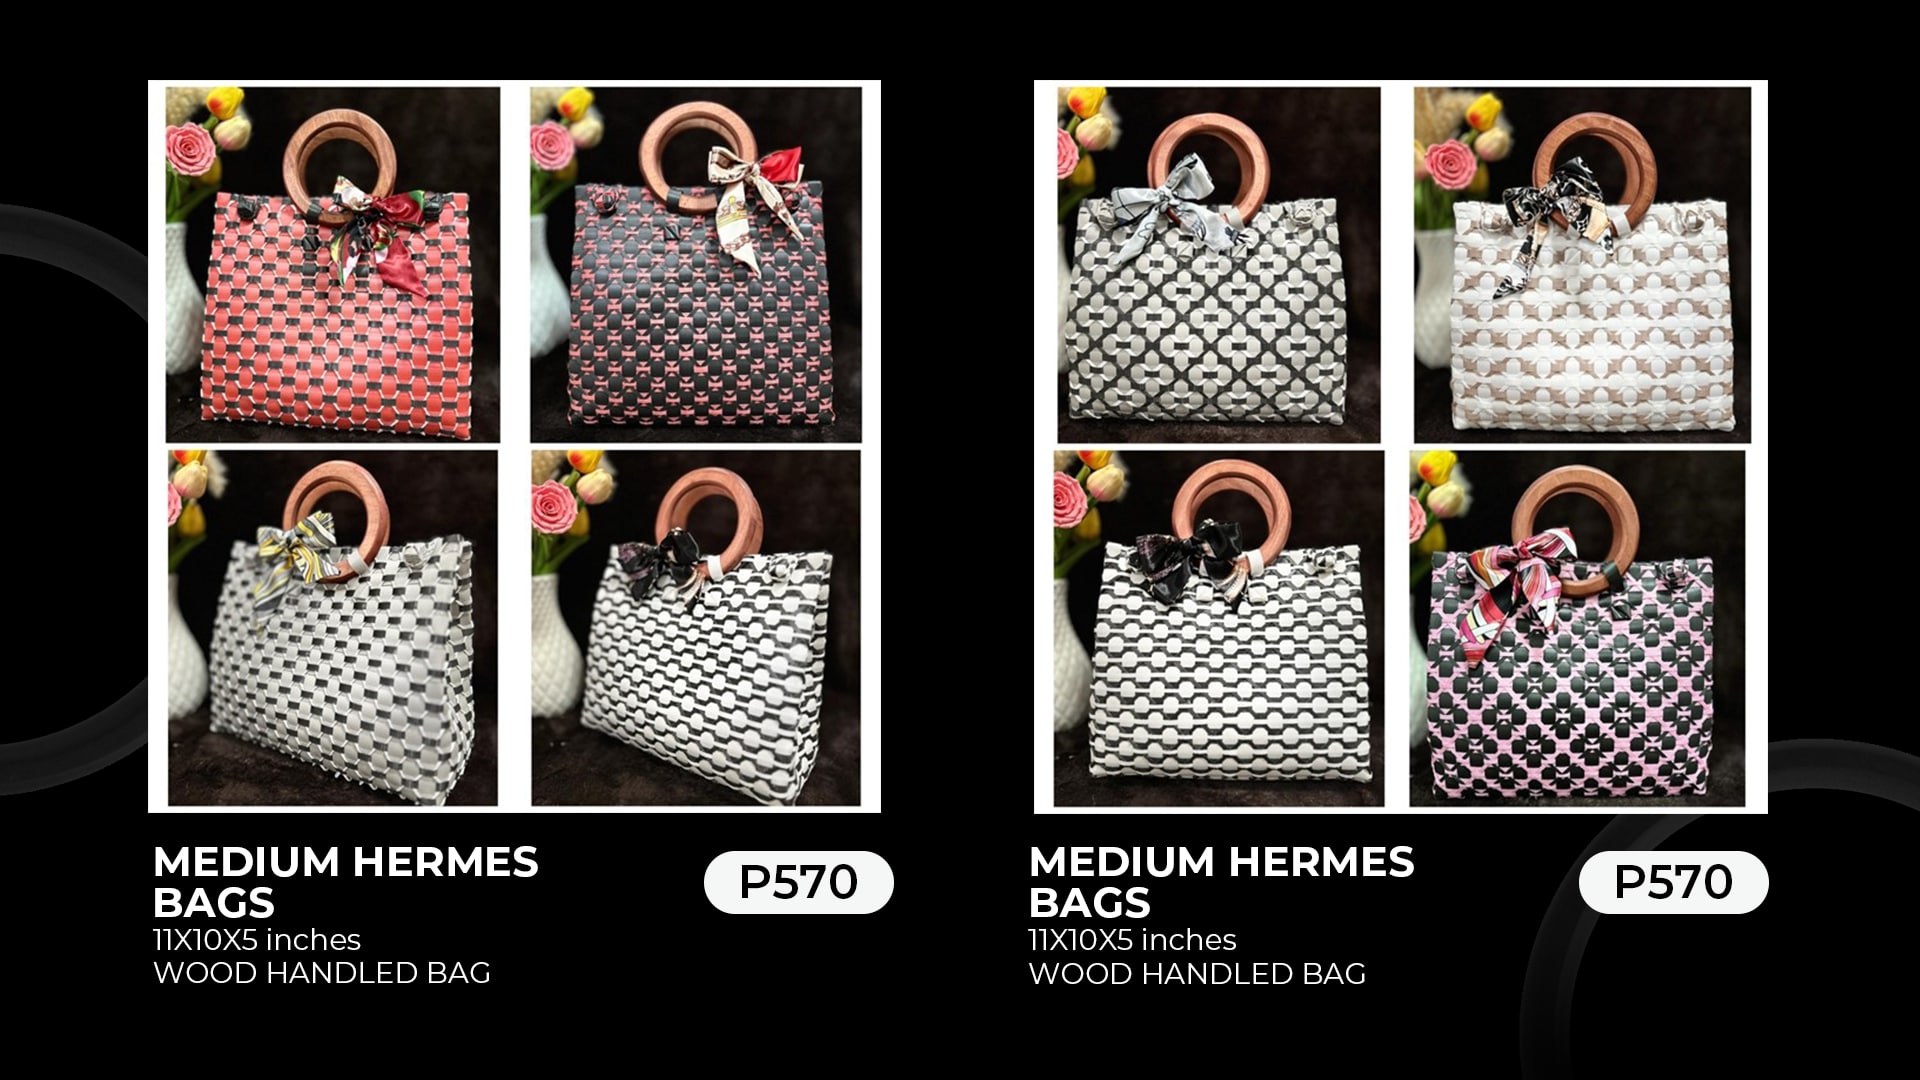 MEDIUM HERMES
BAGS
11X10X5 inches
WOOD HANDLED BAG
P570
MEDIUM HERMES
BAGS
11X10X5 inches
WOOD HANDLED BAG
P570